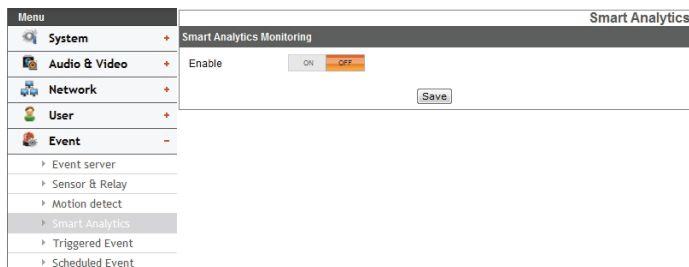 Menu
System +
Audio & Video +
Network +
User +
Event –
Event server
Sensor & Relay
Motion detect
Smart Analytics
Triggered Event
Scheduled Event
Smart Analytics
Smart Analytics Monitoring
Enable ON OFF
Save